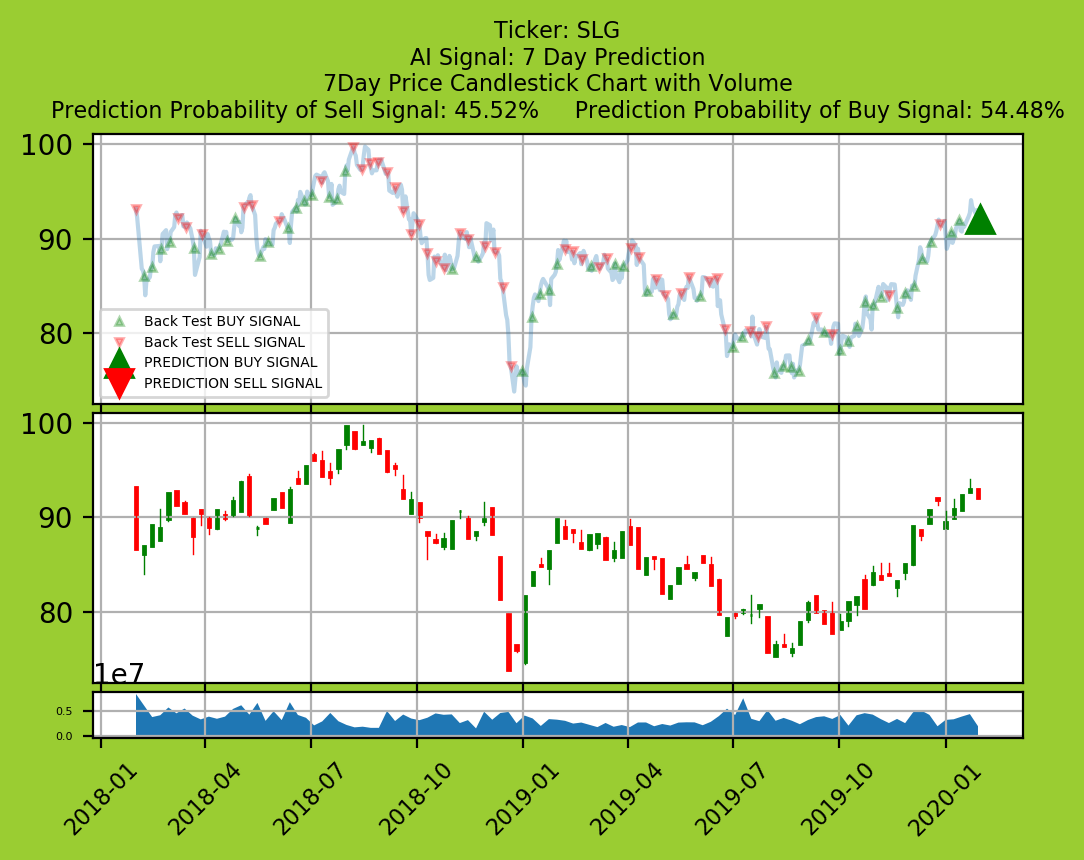 Ticker: SLG
AI Signal: 7 Day Prediction
7Day Price Candlestick Chart with Volume
Prediction Probability of Sell Signal: 45.52% Prediction Probability of Buy Signal: 54.48%
100
90
80
Back Test BUY SIGNAL
Back Test SELL SIGNAL
PREDICTION BUY SIGNAL
PREDICTION SELL SIGNAL
100
90
80
1e7
0.5
0.0
2018-01 2018-04 2018-07 2018-10 2019-01 2019-04 2019-07 2019-10 2020-01